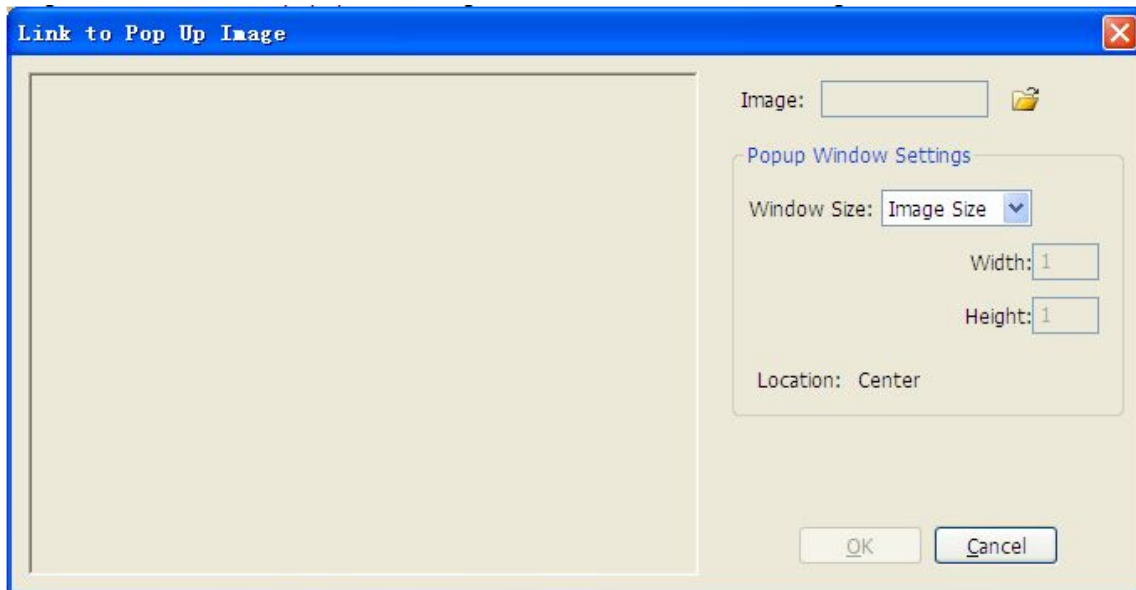 Link to Pop Up Image
Image:
Popup Window Settings
Window Size: Image Size
Width: 1
Height: 1
Location: Center
OK Cancel